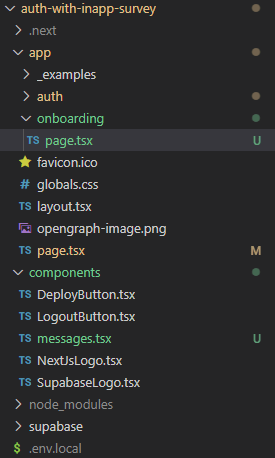 auth-with-inapp-survey
.next
app
_examples
auth
onboarding
TS page.tsx U
favicon.ico
# globals.css
TS layout.tsx
opengraph-image.png
TS page.tsx M
components
TS DeployButton.tsx
TS LogoutButton.tsx
TS messages.tsx U
TS NextJsLogo.tsx
TS SupabaseLogo.tsx
node_modules
supabase
$ .env.local